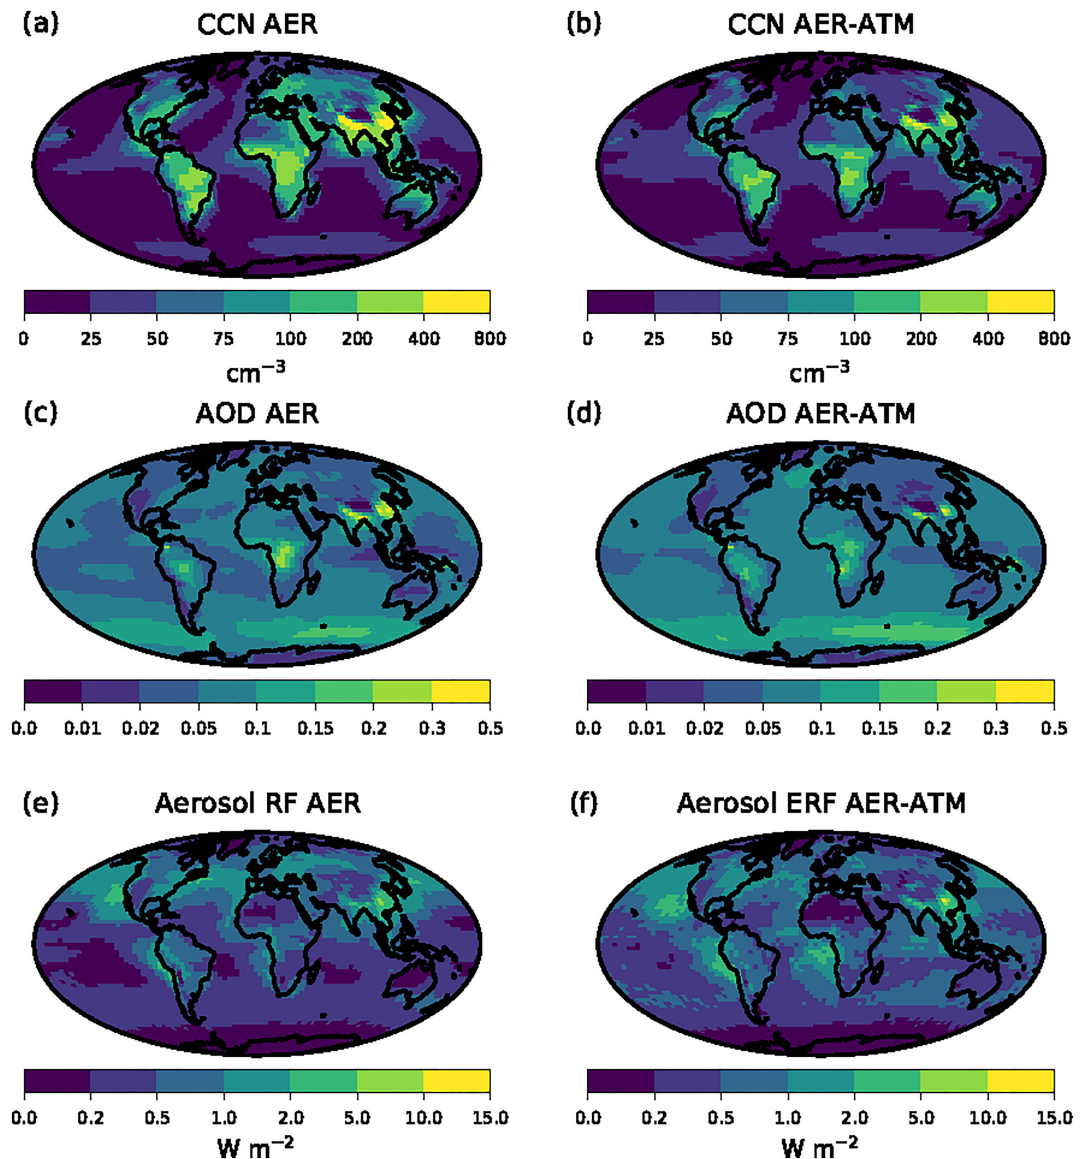 (a) CCN AER
(b) CCN AER-ATM
0 25 50 75 100 200 400 800
cm−3
0 25 50 75 100 200 400 800
cm−3
(c) AOD AER
(d) AOD AER-ATM
0.0 0.01 0.02 0.05 0.1 0.15 0.2 0.3 0.5
0.0 0.01 0.02 0.05 0.1 0.15 0.2 0.3 0.5
(e) Aerosol RF AER
(f) Aerosol ERF AER-ATM
0.0 0.2 0.5 1.0 2.0 5.0 10.0 15.0
W m−2
0.0 0.2 0.5 1.0 2.0 5.0 10.0 15.0
W m−2